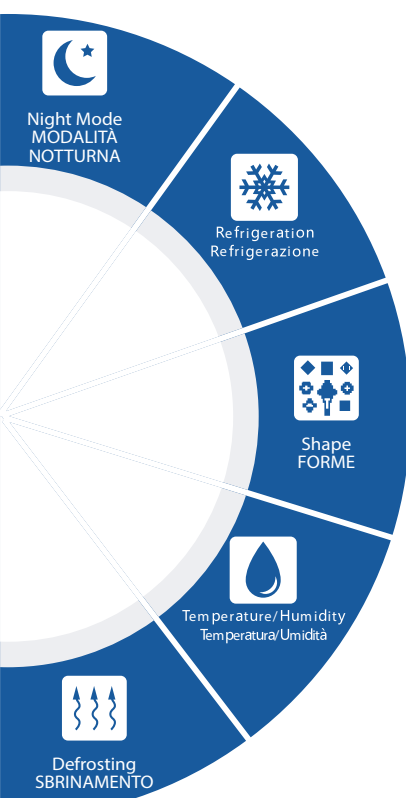 Night Mode
MODALITÀ
NOTTURNA
Refrigeration
Refrigerazione
Shape
FORME
Temperature/Humidity
Temperatura/Umidità
Defrosting
SBRINAMENTO